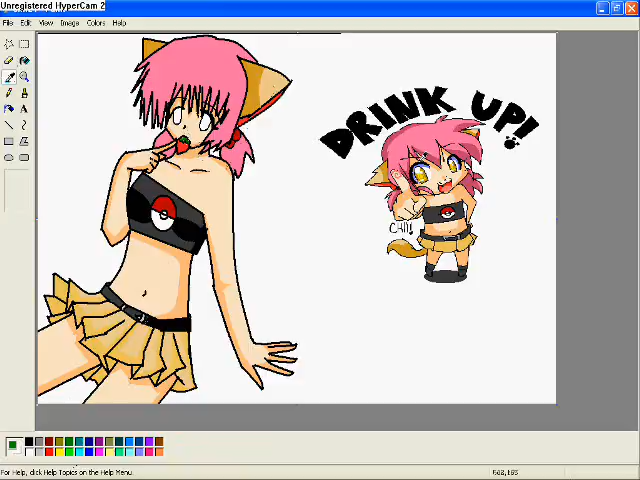 Unregistered HyperCam 2
File Edit View Image Colors Help
DRINK UP!
CHU!
For Help, click Help Topics on the Help Menu.